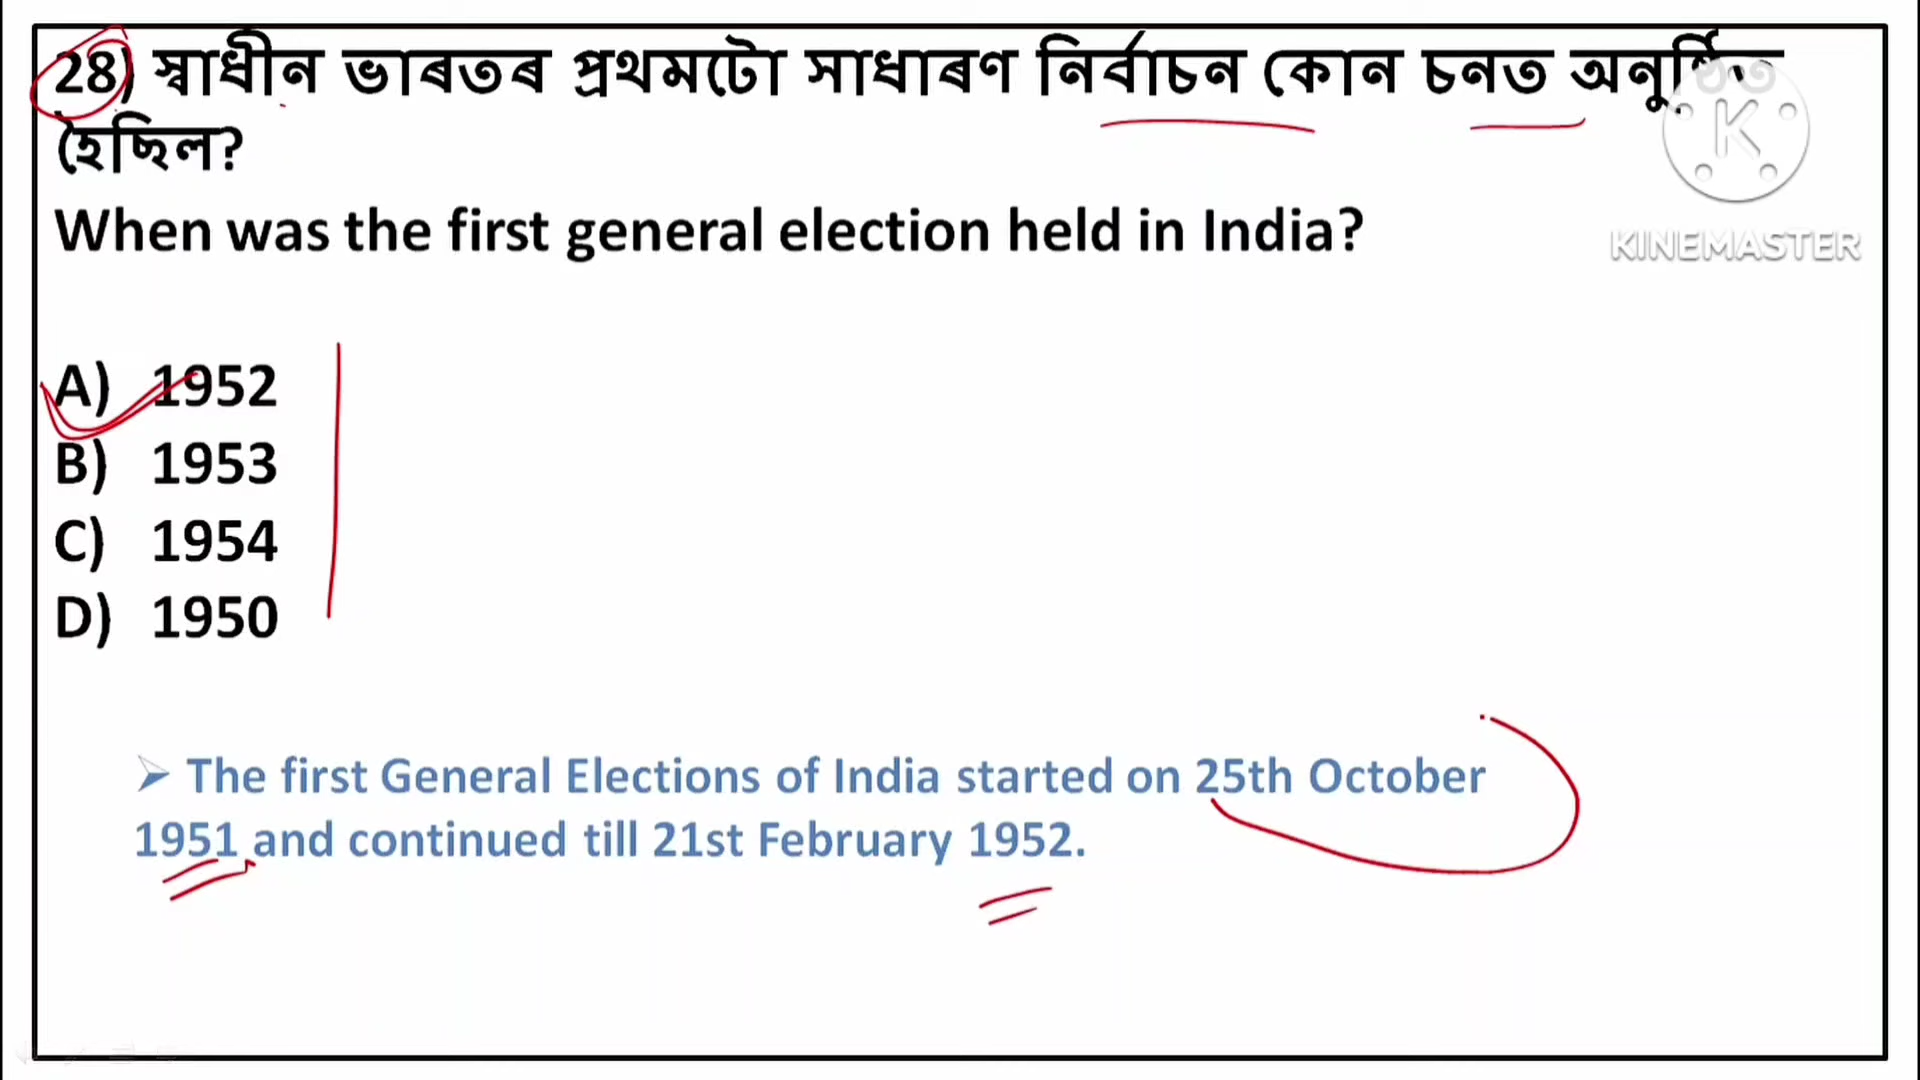 28) স্বাধীন ভাৰতৰ প্ৰথমটো সাধাৰণ নিৰ্বাচন কোন চনত
হৈছিল?
When was the first general election held in India?
KINEMASTER
A) 1952
B) 1953
C) 1954
D) 1950
➢ The first General Elections of India started on 25th October
1951 and continued till 21st February 1952.